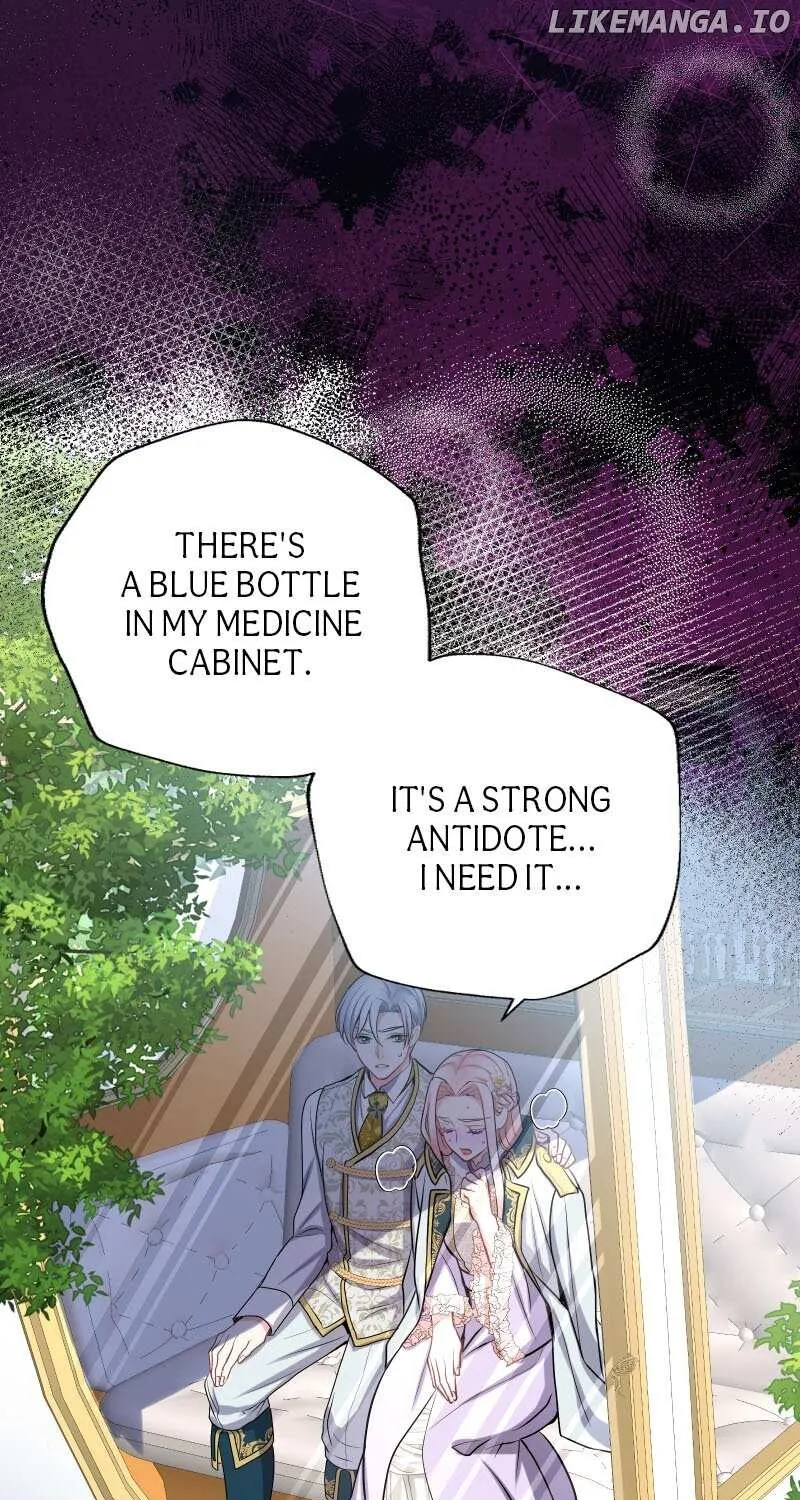 LIKEMANGA.IO
THERE'S
A BLUE BOTTLE
IN MY MEDICINE
CABINET.
IT'S A STRONG
ANTIDOTE...
I NEED IT...